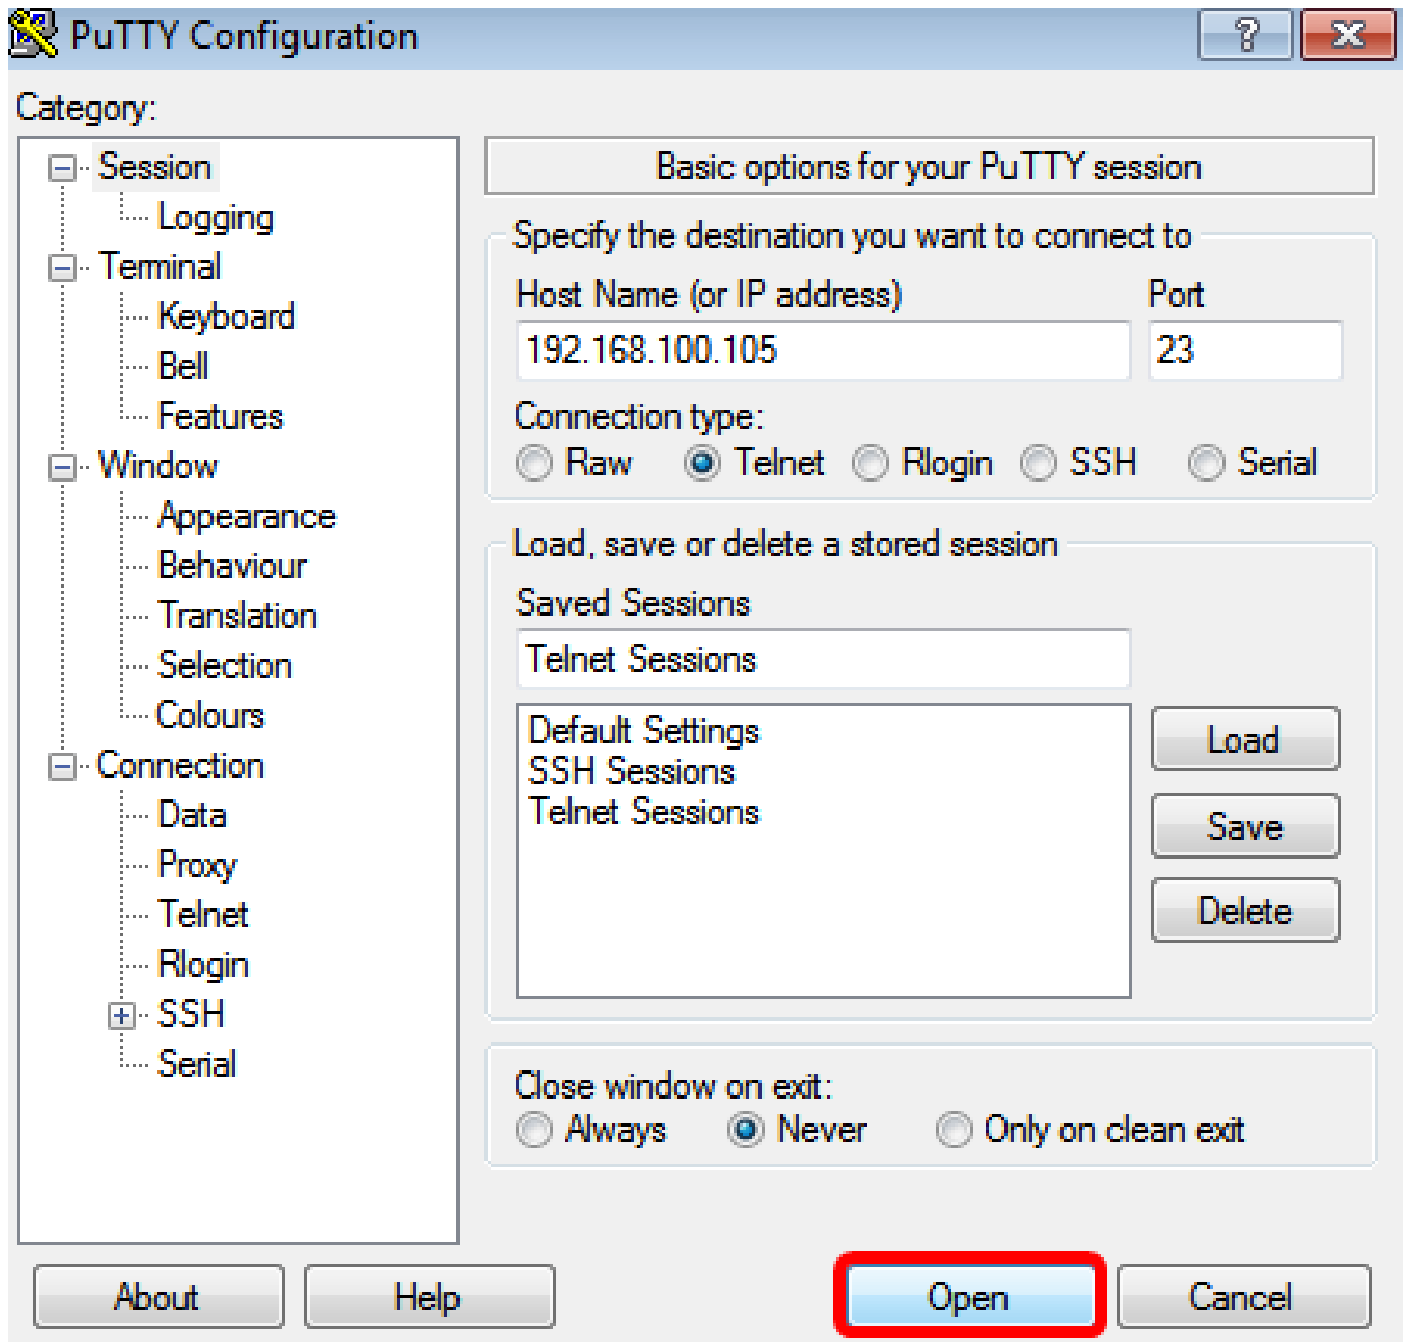 PuTTY Configuration
Category:
Session
Logging
Terminal
Keyboard
Bell
Features
Window
Appearance
Behaviour
Translation
Selection
Colours
Connection
Data
Proxy
Telnet
Rlogin
SSH
Serial
Basic options for your PuTTY session
Specify the destination you want to connect to
Host Name (or IP address) Port
192.168.100.105 23
Connection type:
Raw Telnet Rlogin SSH Serial
Load, save or delete a stored session
Saved Sessions
Telnet Sessions
Default Settings
SSH Sessions
Telnet Sessions
Load
Save
Delete
Close window on exit:
Always Never Only on clean exit
About Help Open Cancel